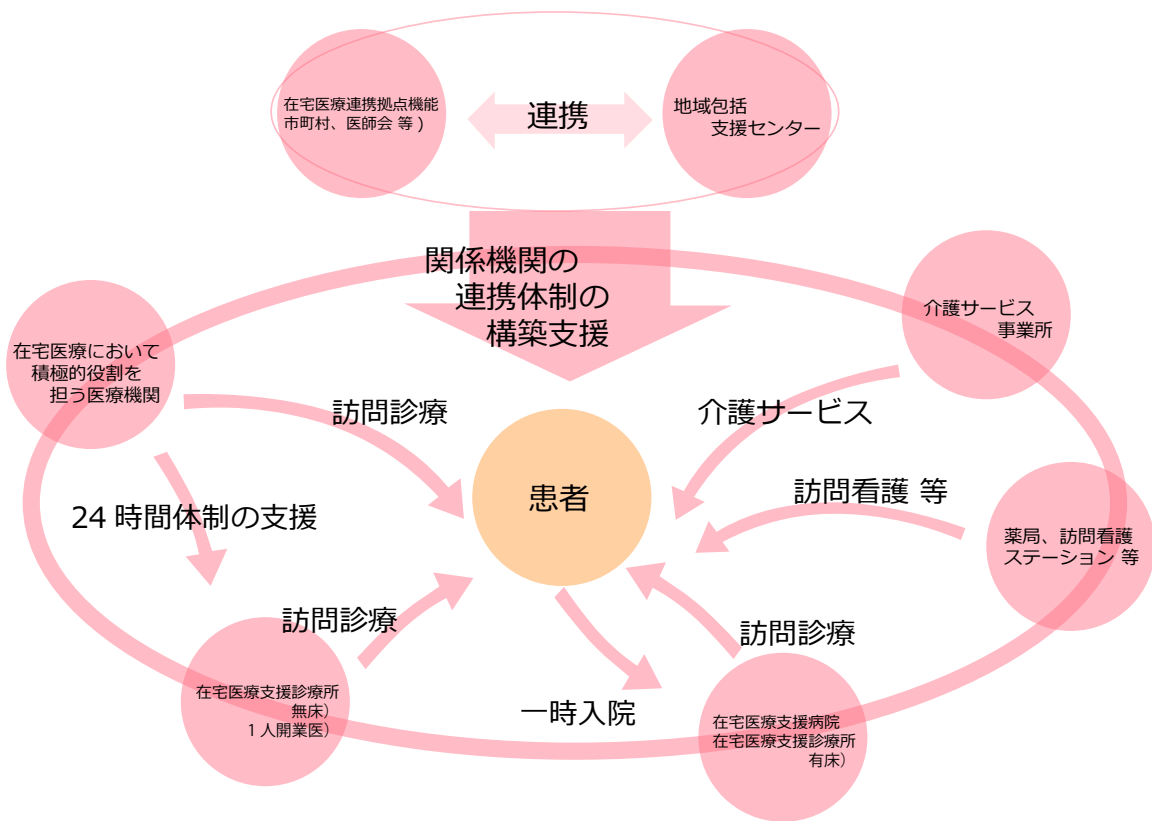 在宅医療連携拠点機能
市町村、医師会 等 )
連携
地域包括
支援センター
関係機関の
連携体制の
構築支援
介護サービス
事業所
在宅医療において
積極的役割を
担う医療機関
訪問診療
介護サービス
患者
訪問看護 等
24 時間体制の支援
薬局、訪問看護
ステーション 等
訪問診療
訪問診療
在宅医療支援診療所
無床）
１人開業医）
一時入院
在宅医療支援病院
在宅医療支援診療所
有床）